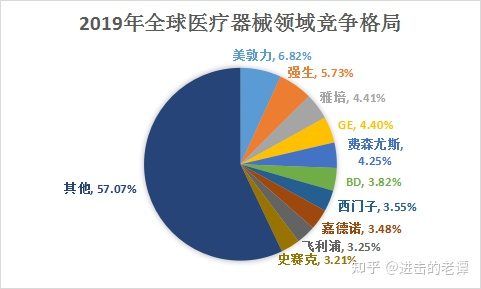 2019年全球医疗器械领域竞争格局
美敦力, 6.82%
强生, 5.73%
雅培, 4.41%
GE, 4.40%
费森尤斯,
4.25%
BD, 3.82%
西门子, 3.55%
嘉德诺, 3.48%
飞利浦, 3.25%
史赛克, 3.21%
其他, 57.07%
知乎 @进击的老谭